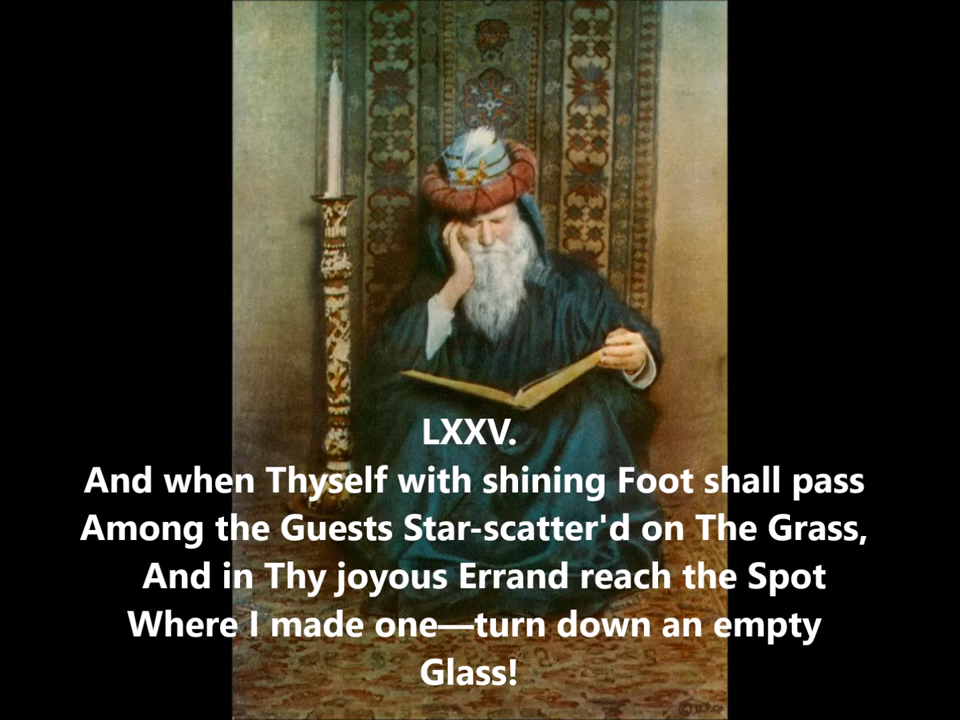 LXXV.
And when Thyself with shining Foot shall pass
Among the Guests Star-scatter'd on The Grass,
And in Thy joyous Errand reach the Spot
Where I made one—turn down an empty
Glass!